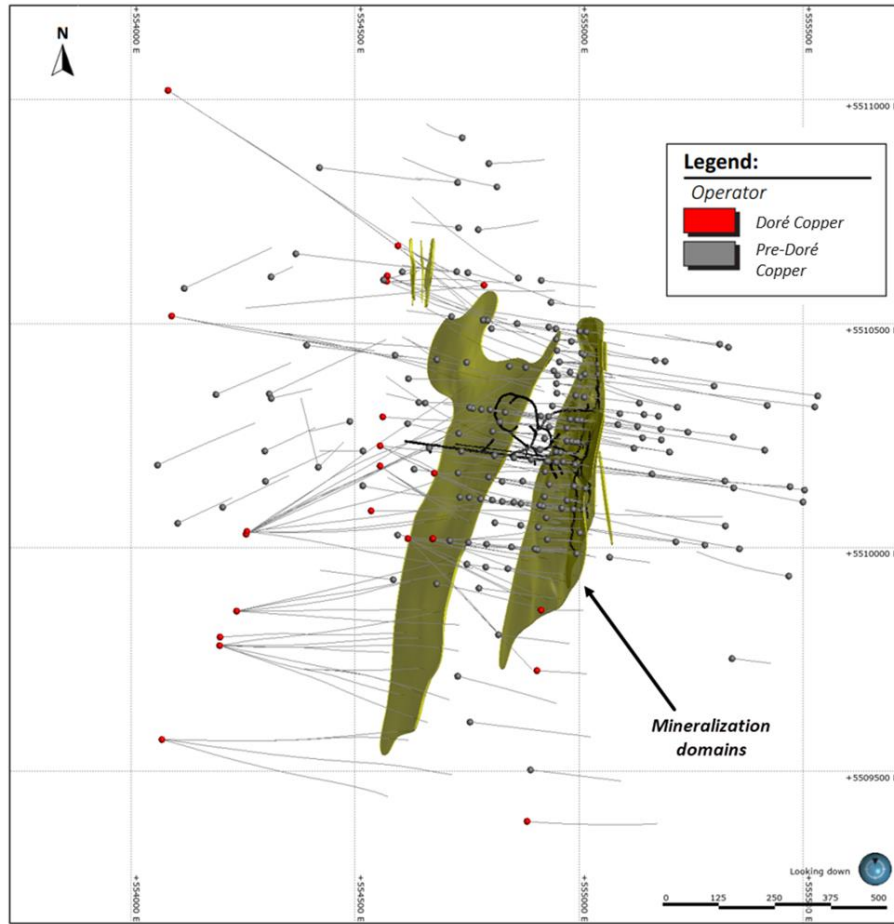 N
+554000 E
+554500 E
+555000 E
+555500 E
+5511000 N
Legend:
Operator
Doré Copper
Pre-Doré
Copper
+5510500 N
+5510000 N
Mineralization
domains
+5509500 N
Looking down
0 125 250 375 500
+554000 E
+554500 E
+555000 E
+555500 E